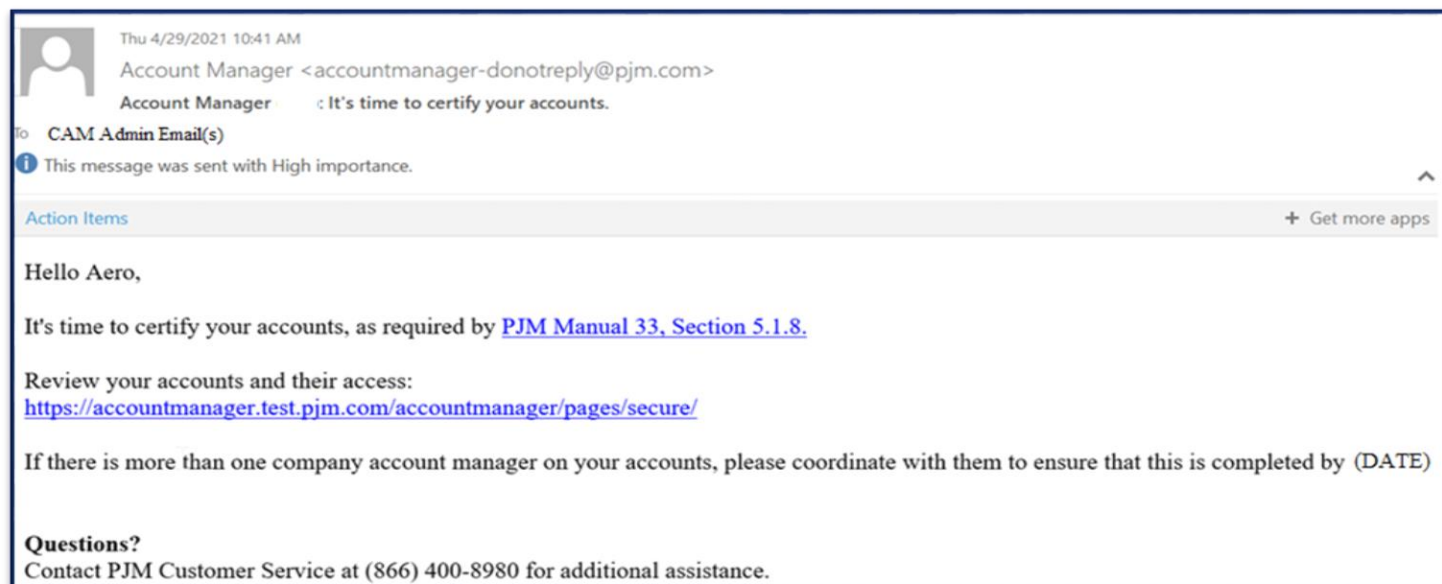 Thu 4/29/2021 10:41 AM
Account Manager <accountmanager-donotreply@pjm.com>
Account Manager : It's time to certify your accounts.
To CAM Admin Email(s)
This message was sent with High importance.
Action Items + Get more apps
Hello Aero,
It's time to certify your accounts, as required by PJM Manual 33, Section 5.1.8.
Review your accounts and their access:
https://accountmanager.test.pjm.com/accountmanager/pages/secure/
If there is more than one company account manager on your accounts, please coordinate with them to ensure that this is completed by (DATE)
Questions?
Contact PJM Customer Service at (866) 400-8980 for additional assistance.